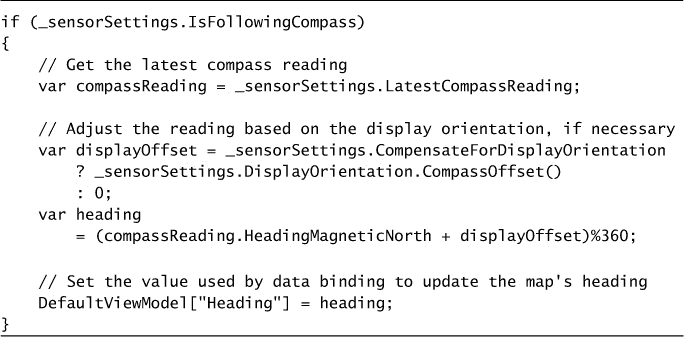 if (_sensorSettings.IsFollowingCompass)
{
    // Get the latest compass reading
    var compassReading = _sensorSettings.LatestCompassReading;

    // Adjust the reading based on the display orientation, if necessary
    var displayOffset = _sensorSettings.CompensateForDisplayOrientation
        ? _sensorSettings.DisplayOrientation.CompassOffset()
        : 0;
    var heading
        = (compassReading.HeadingMagneticNorth + displayOffset)%360;

    // Set the value used by data binding to update the map's heading
    DefaultViewModel["Heading"] = heading;
}